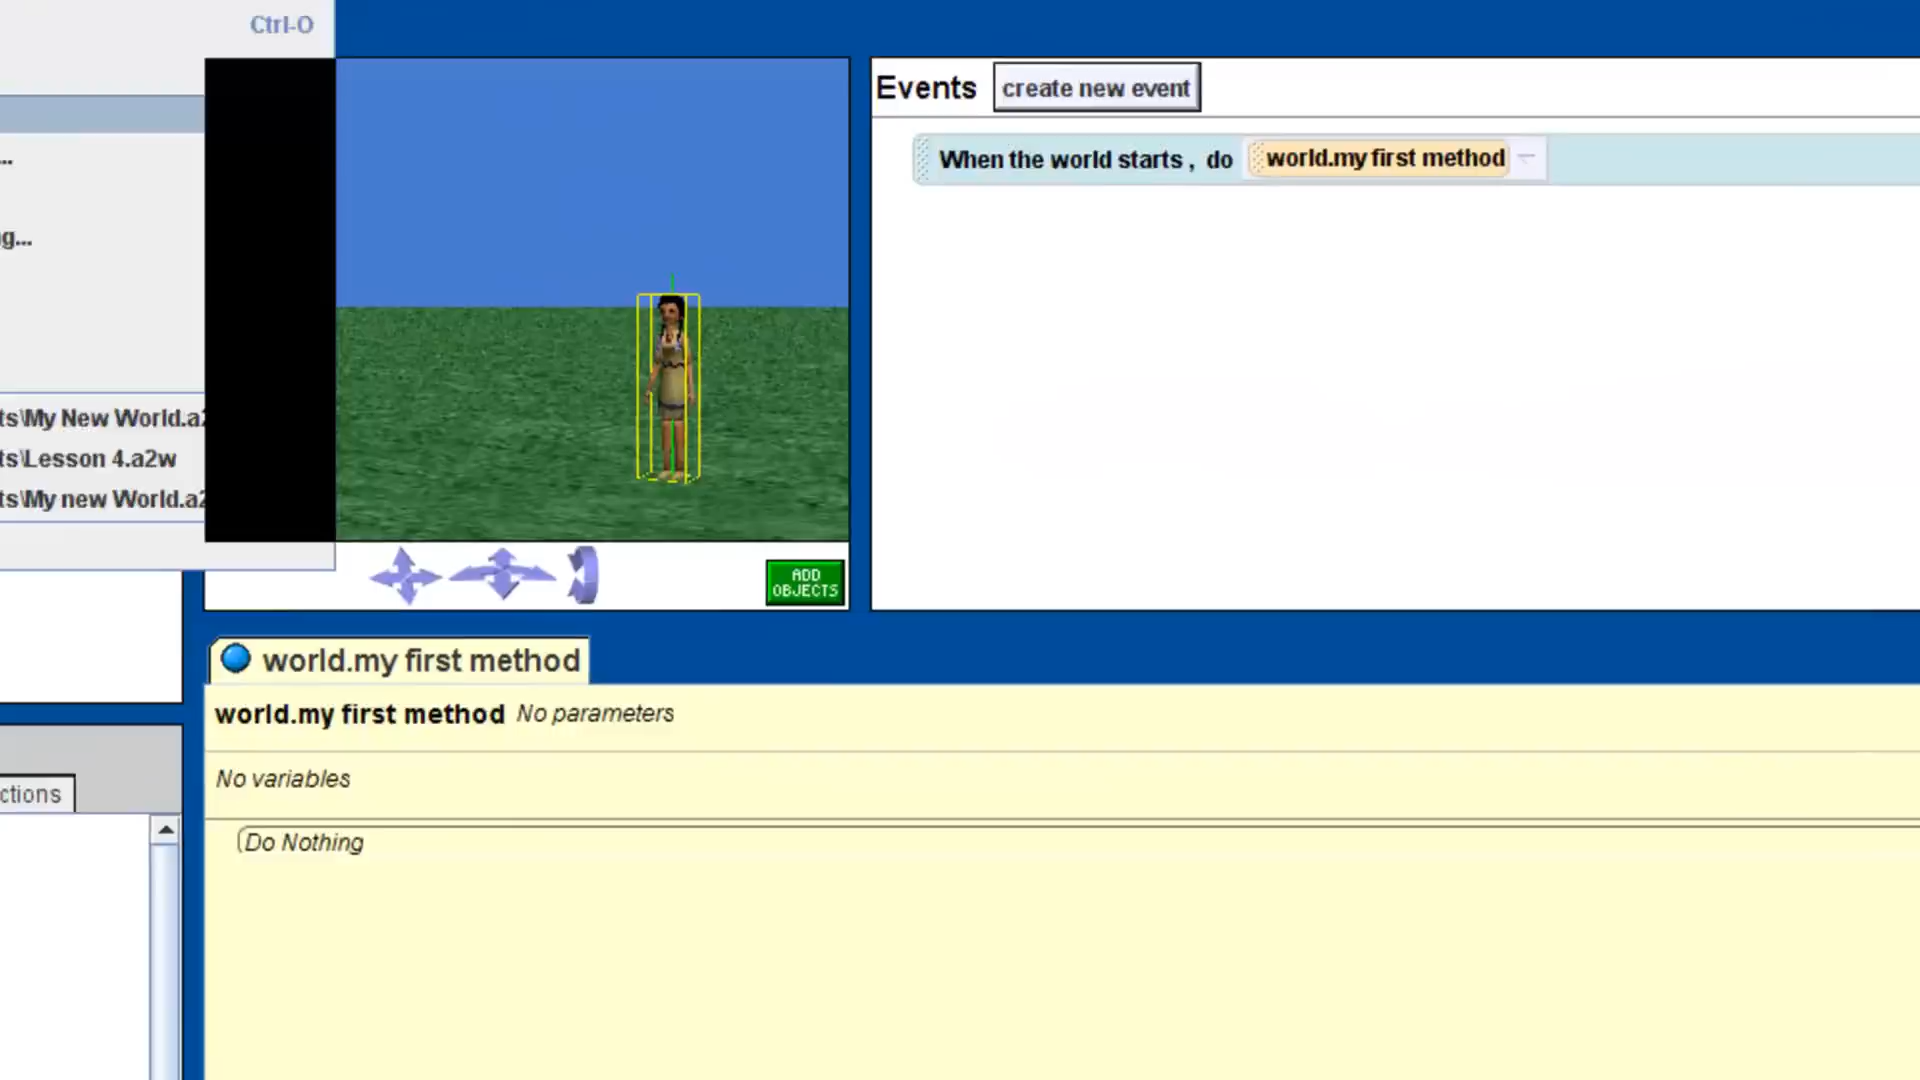 Ctrl-O
...
g...
ts\My New World.a2
ts\Lesson 4.a2w
ts\My new World.a2
Events
create new event
When the world starts , do world.my first method
ADD
OBJECTS
world.my first method
world.my first method No parameters
No variables
ctions
Do Nothing